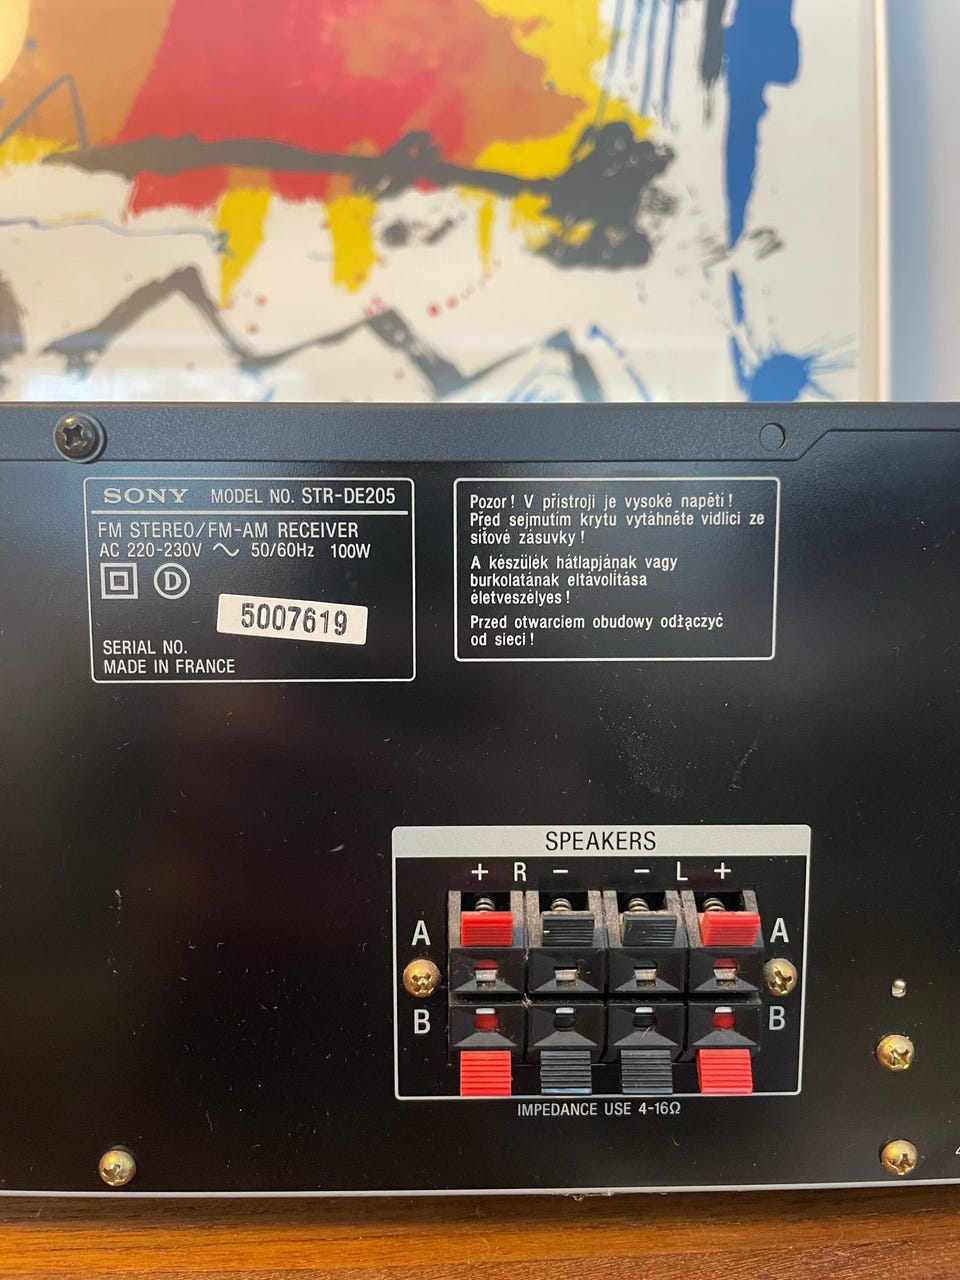 SONY MODEL NO. STR-DE205
FM STEREO/FM-AM RECEIVER
AC 220-230V ∿ 50/60Hz 100W
D
5007619
SERIAL NO.
MADE IN FRANCE
Pozor! V přístroji je vysoké napětí!
Před sejmutím krytu vytáhněte vidlici ze
síťové zásuvky!
A készülék hátlapjának vagy
burkolatának eltávolitása
életveszélyes!
Przed otwarciem obudowy odłączyć
od sieci!
SPEAKERS
+ R − − L +
A A
B B
IMPEDANCE USE 4-16Ω